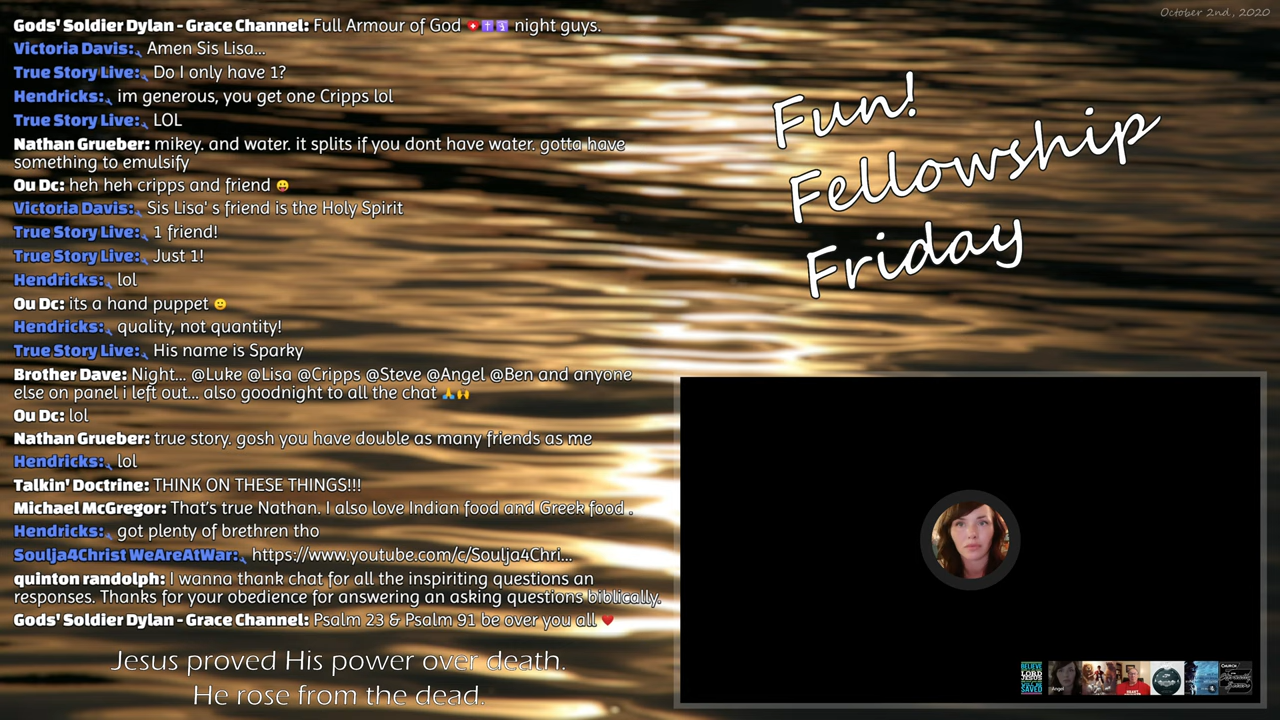 October 2nd., 2020
Gods' Soldier Dylan - Grace Channel: Full Armour of God 🇨🇭✝️🛐 night guys.
Victoria Davis: Amen Sis Lisa...
True Story Live: Do I only have 1?
Hendricks: im generous, you get one Cripps lol
True Story Live: LOL
Nathan Grueber: mikey. and water. it splits if you dont have water. gotta have
something to emulsify
Ou Dc: heh heh cripps and friend 😛
Victoria Davis: Sis Lisa' s friend is the Holy Spirit
True Story Live: 1 friend!
True Story Live: Just 1!
Hendricks: lol
Ou Dc: its a hand puppet 🙂
Hendricks: quality, not quantity!
True Story Live: His name is Sparky
Brother Dave: Night... @Luke @Lisa @Cripps @Steve @Angel @Ben and anyone
else on panel i left out... also goodnight to all the chat 🙏🙌
Ou Dc: lol
Nathan Grueber: true story. gosh you have double as many friends as me
Hendricks: lol
Talkin' Doctrine: THINK ON THESE THINGS!!!
Michael McGregor: That's true Nathan. I also love Indian food and Greek food .
Hendricks: got plenty of brethren tho
Soulja4Christ WeAreAtWar: https://www.youtube.com/c/Soulja4Chri...
quinton randolph: I wanna thank chat for all the inspiriting questions an
responses. Thanks for your obedience for answering an asking questions biblically.
Gods' Soldier Dylan - Grace Channel: Psalm 23 & Psalm 91 be over you all ❤️
Jesus proved His power over death.
He rose from the dead.
Fun!
Fellowship
Friday
BELIEVE
LORD
JESUS
SAVED
Angel
CHURCH